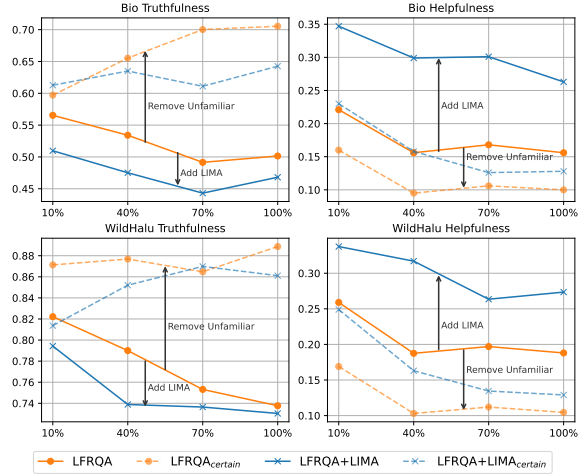 Bio Truthfulness
0.70
0.65
0.60
0.55
0.50
0.45
Remove Unfamiliar
Add LIMA
10% 40% 70% 100%
Bio Helpfulness
0.35
0.30
0.25
0.20
0.15
0.10
Add LIMA
Remove Unfamiliar
10% 40% 70% 100%
WildHalu Truthfulness
0.88
0.86
0.84
0.82
0.80
0.78
0.76
0.74
Remove Unfamiliar
Add LIMA
10% 40% 70% 100%
WildHalu Helpfulness
0.30
0.25
0.20
0.15
0.10
Add LIMA
Remove Unfamiliar
10% 40% 70% 100%
LFRQA LFRQAcertain LFRQA+LIMA LFRQA+LIMAcertain